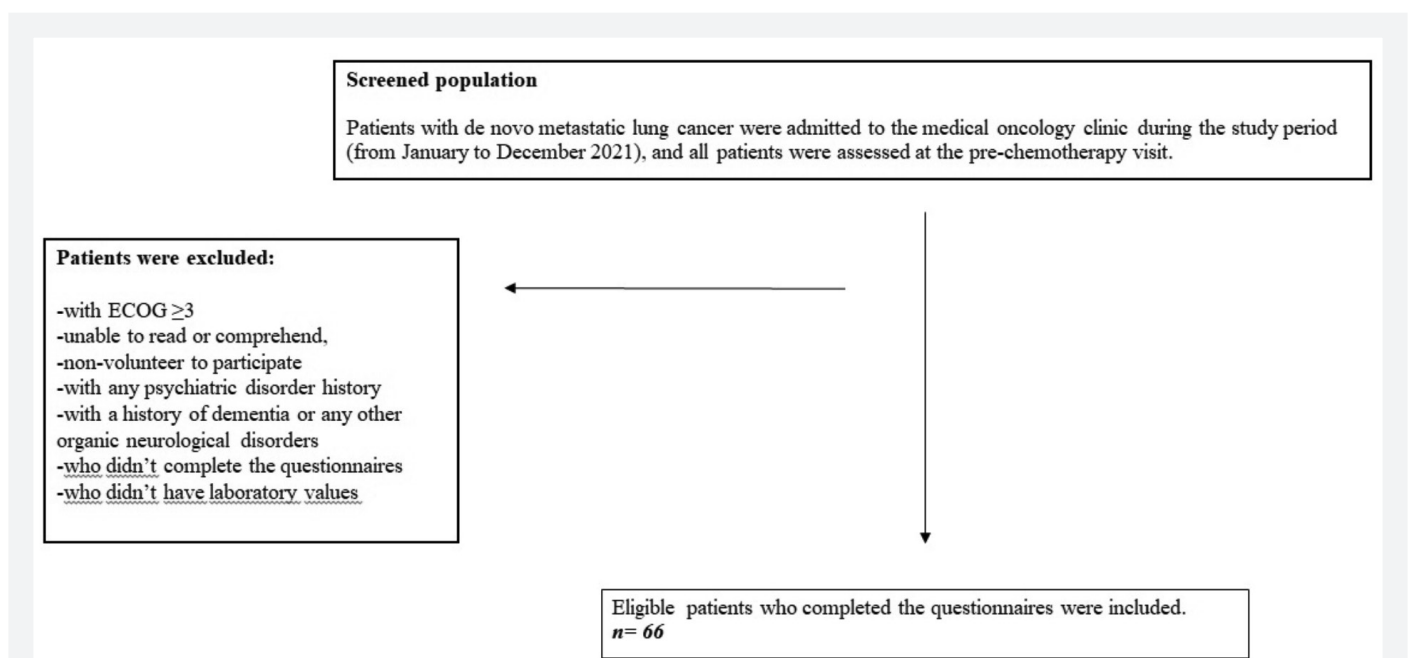 Screened population
Patients with de novo metastatic lung cancer were admitted to the medical oncology clinic during the study period
(from January to December 2021), and all patients were assessed at the pre-chemotherapy visit.
Patients were excluded:
-with ECOG ≥3
-unable to read or comprehend,
-non-volunteer to participate
-with any psychiatric disorder history
-with a history of dementia or any other
organic neurological disorders
-who didn’t complete the questionnaires
-who didn’t have laboratory values
Eligible patients who completed the questionnaires were included.
n= 66